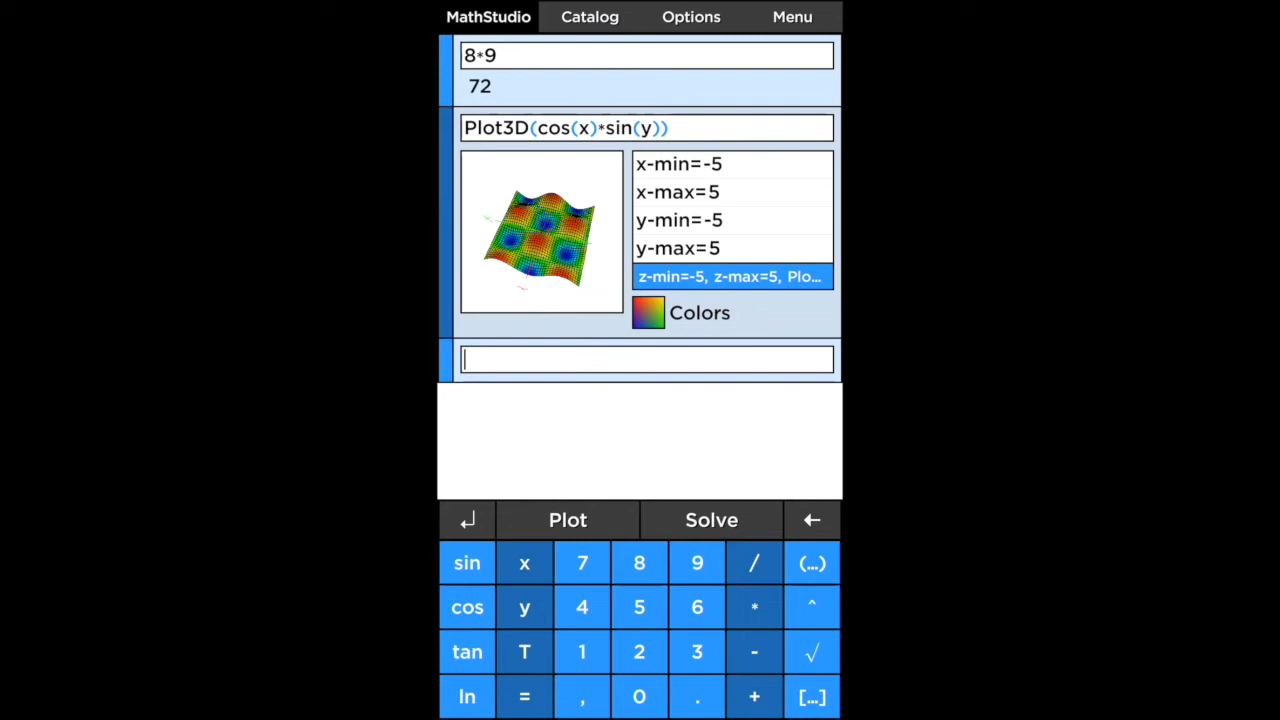 MathStudio Catalog Options Menu
8*9
72
Plot3D(cos(x)*sin(y))
x-min=-5
x-max=5
y-min=-5
y-max=5
z-min=-5, z-max=5, Plo...
Colors
↵ Plot Solve ←
sin x 7 8 9 / (...)
cos y 4 5 6 * ^
tan T 1 2 3 - √
ln = , 0 . + [...]